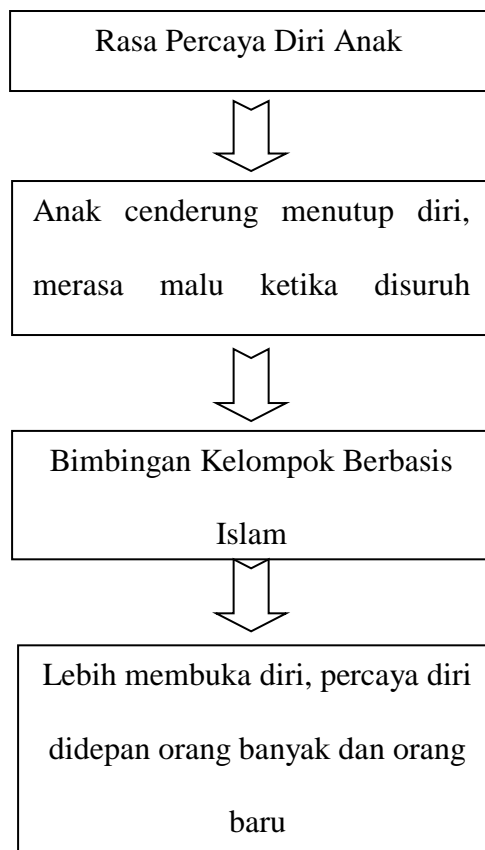 Rasa Percaya Diri Anak
Anak cenderung menutup diri,
merasa malu ketika disuruh
Bimbingan Kelompok Berbasis
Islam
Lebih membuka diri, percaya diri
didepan orang banyak dan orang
baru